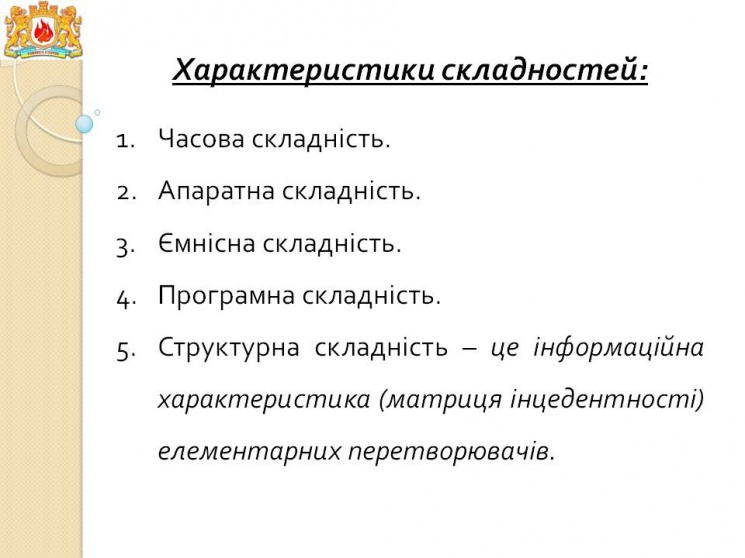 Характеристики складностей:
1. Часова складність.
2. Апаратна складність.
3. Ємнісна складність.
4. Програмна складність.
5. Структурна складність – це інформаційна
характеристика (матриця інцедентності)
елементарних перетворювачів.